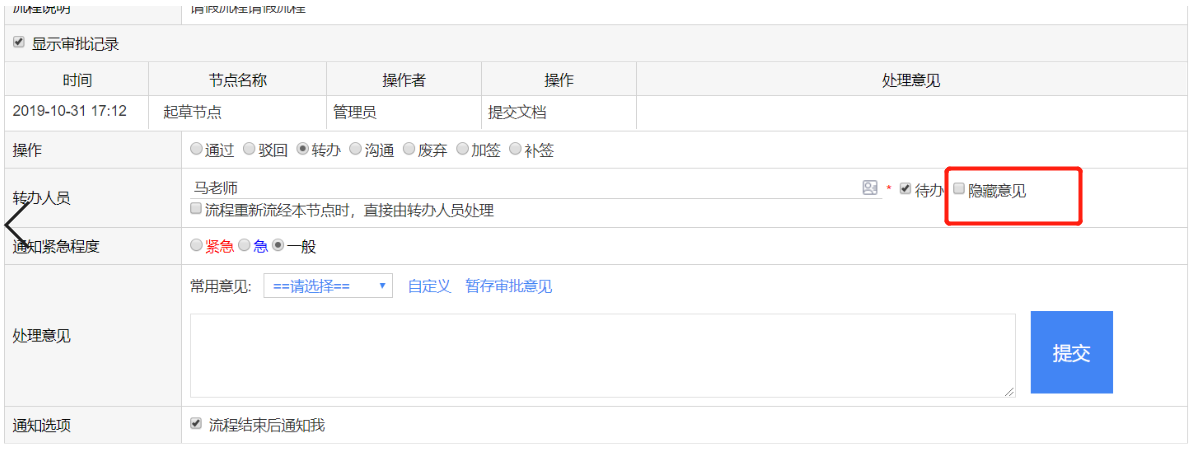 流程说明 请假流程请假流程
显示审批记录
时间 节点名称 操作者 操作 处理意见
2019-10-31 17:12 起草节点 管理员 提交文档
操作 通过 驳回 转办 沟通 废弃 加签 补签
转办人员 马老师 * 待办 隐藏意见
流程重新流经本节点时，直接由转办人员处理
通知紧急程度 紧急 急 一般
常用意见: ==请选择== 自定义 暂存审批意见
处理意见 提交
通知选项 流程结束后通知我